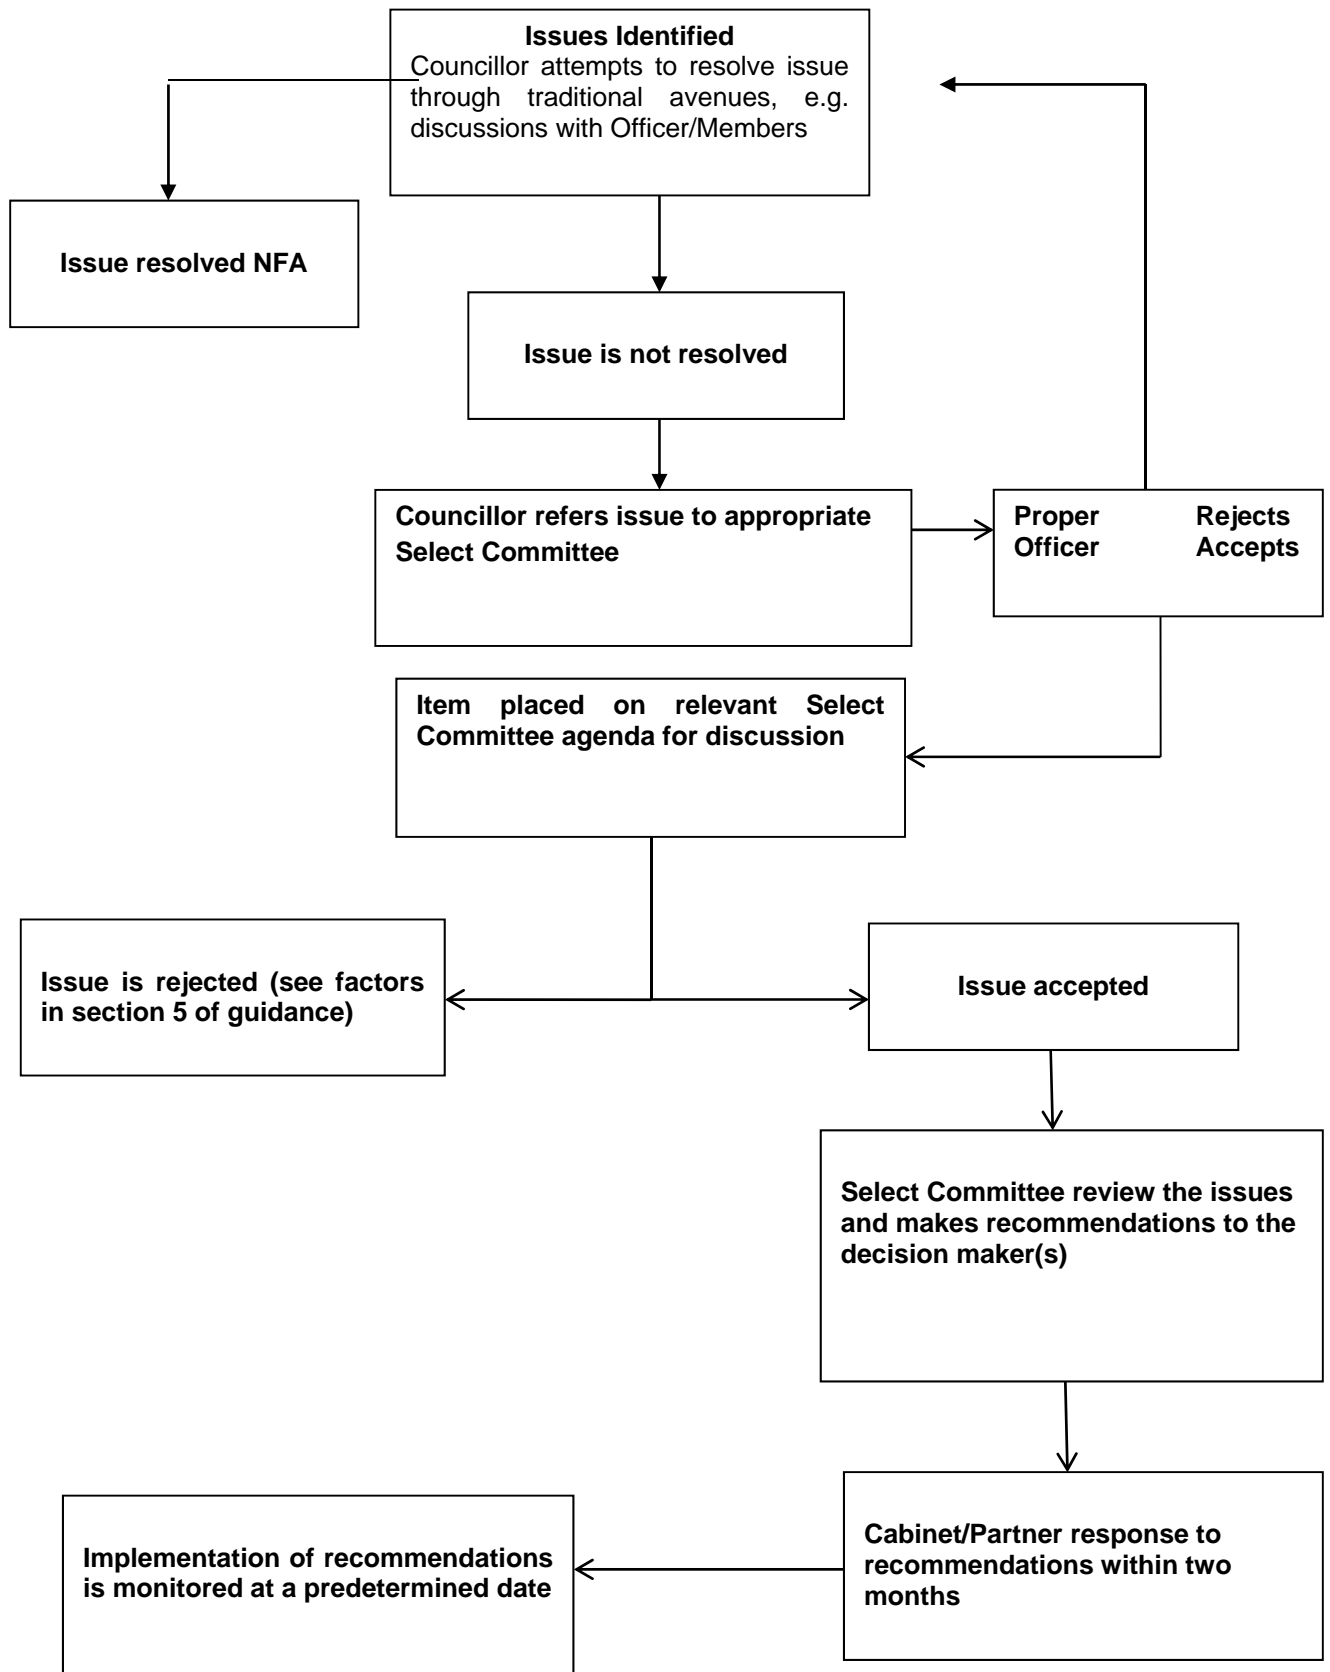 Issues Identified
Councillor attempts to resolve issue
through traditional avenues, e.g.
discussions with Officer/Members
Issue resolved NFA
Issue is not resolved
Councillor refers issue to appropriate
Select Committee
Proper Rejects
Officer Accepts
Item placed on relevant Select
Committee agenda for discussion
Issue is rejected (see factors
in section 5 of guidance)
Issue accepted
Select Committee review the issues
and makes recommendations to the
decision maker(s)
Cabinet/Partner response to
recommendations within two
months
Implementation of recommendations
is monitored at a predetermined date